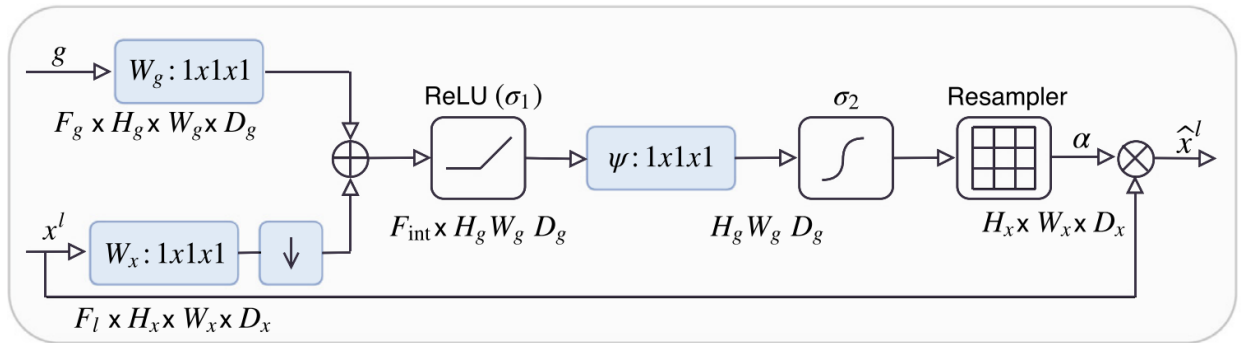 g
W_g : 1x1x1
F_g x H_g x W_g x D_g
ReLU (σ_1)
σ_2
Resampler
ψ : 1x1x1
α
x̂^l
F_int x H_g W_g D_g
H_g W_g D_g
H_x x W_x x D_x
x^l
W_x : 1x1x1
F_l x H_x x W_x x D_x